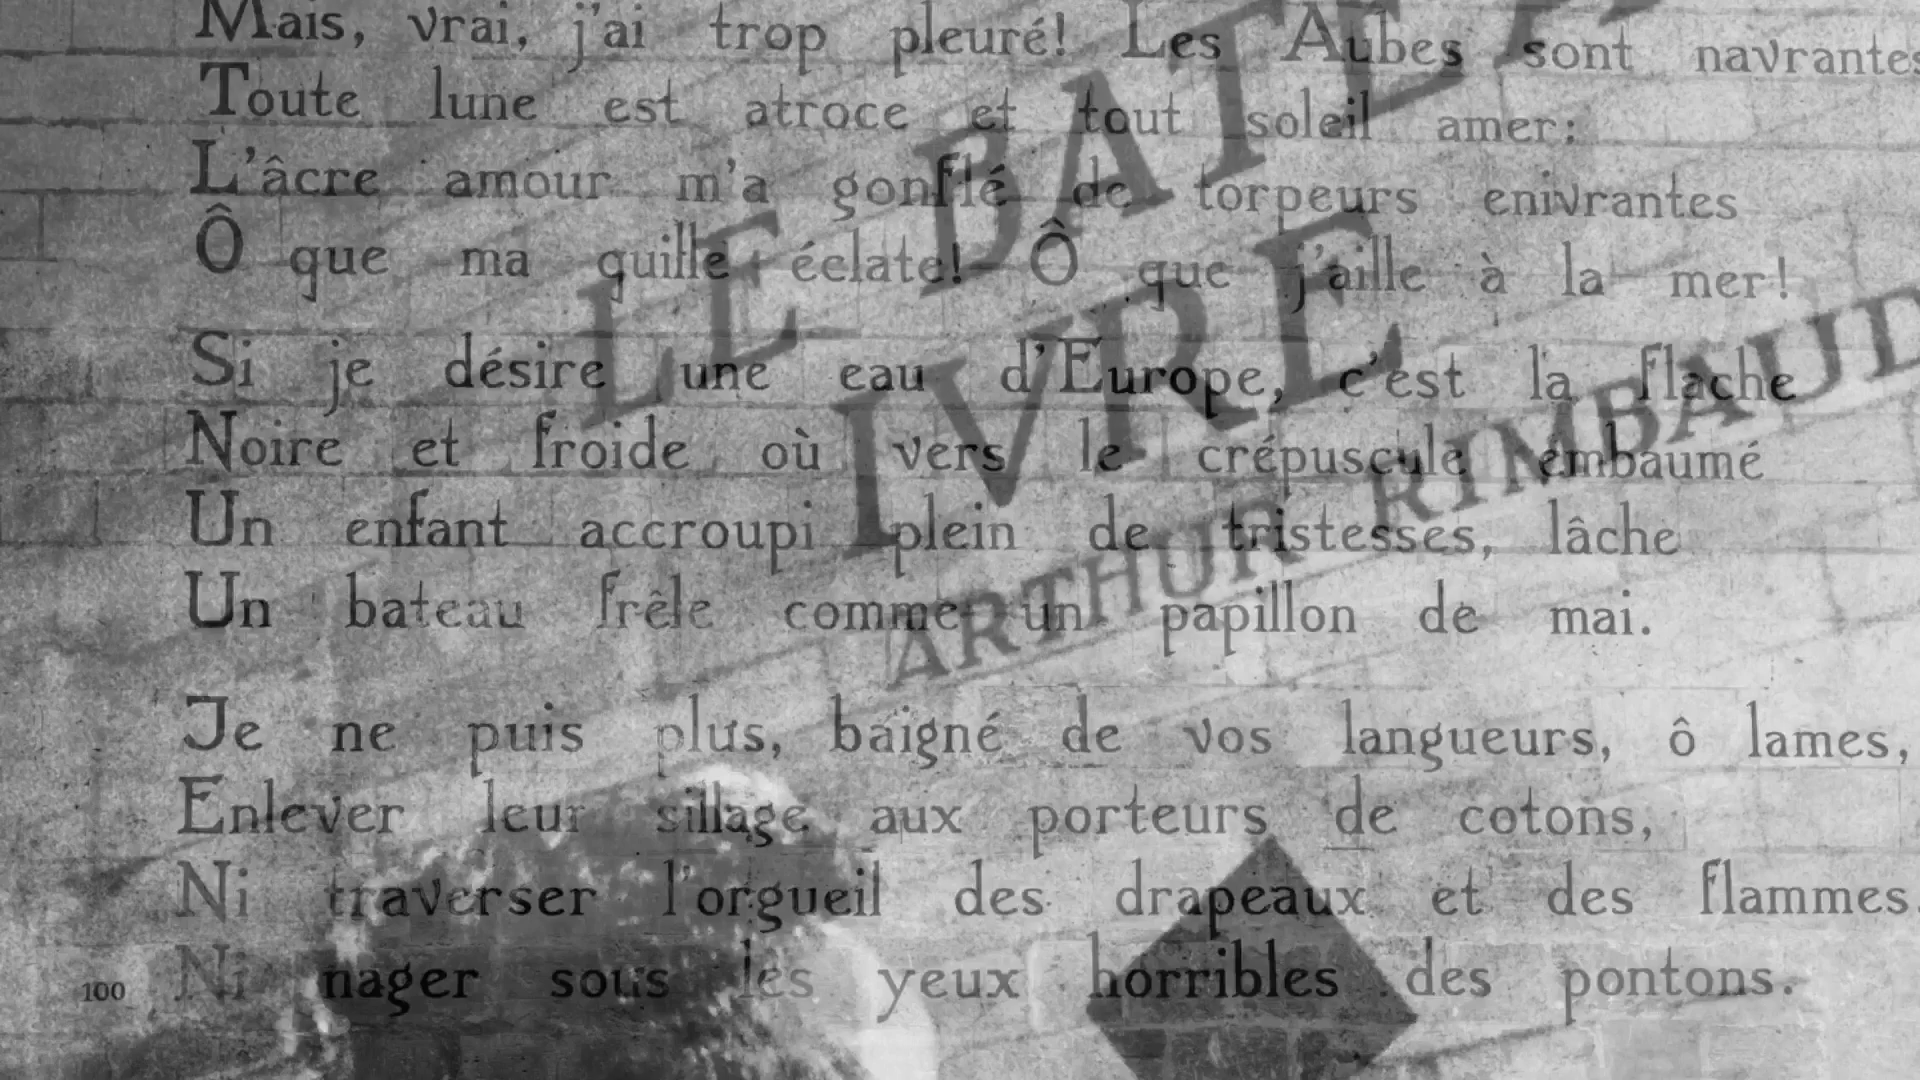 Mais, vrai, j'ai trop pleuré! Les Aubes sont navrantes
Toute lune est atroce et tout soleil amer:
L'âcre amour m'a gonflé de torpeurs enivrantes
Ô que ma quille éclate! Ô que j'aille à la mer!
Si je désire une eau d'Europe, c'est la flache
Noire et froide où vers le crépuscule embaumé
Un enfant accroupi plein de tristesses, lâche
Un bateau frêle comme un papillon de mai.
Je ne puis plus, baigné de vos langueurs, ô lames,
Enlever leur sillage aux porteurs de cotons,
Ni traverser l'orgueil des drapeaux et des flammes,
100 Ni nager sous les yeux horribles des pontons.
LE BATE
IVRE
ARTHUR RIMBAUD